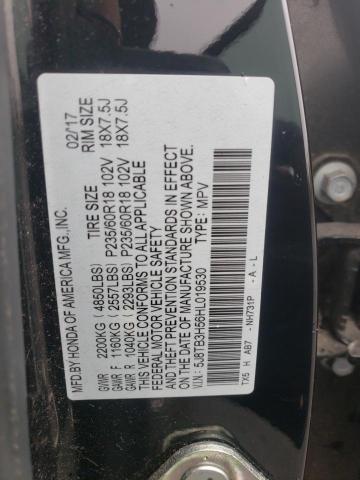 MFD.BY HONDA OF AMERICA MFG.,INC. 02/17
TIRE SIZE RIM SIZE
GVWR 2200KG (4850LBS)
GAWR F 1160KG (2557LBS) P235/60R18 102V 18X7.5J
GAWR R 1040KG (2293LBS) P235/60R18 102V 18X7.5J
THIS VEHICLE CONFORMS TO ALL APPLICABLE
FEDERAL MOTOR VEHICLE SAFETY
AND THEFT PREVENTION STANDARDS IN EFFECT
ON THE DATE OF MANUFACTURE SHOWN ABOVE.
V.I.N.: 5J8TB3H56HL019530 TYPE: MPV
TX5 H AB7 - NH731P - A - L